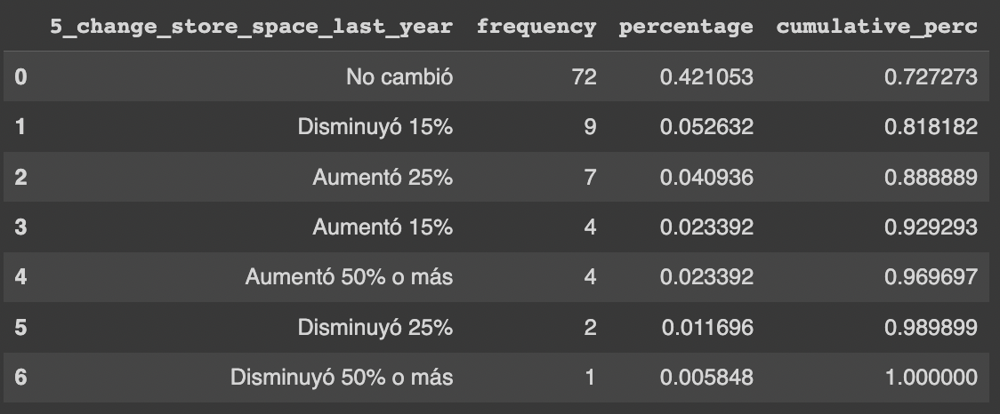 5_change_store_space_last_year frequency percentage cumulative_perc
0 No cambió 72 0.421053 0.727273
1 Disminuyó 15% 9 0.052632 0.818182
2 Aumentó 25% 7 0.040936 0.888889
3 Aumentó 15% 4 0.023392 0.929293
4 Aumentó 50% o más 4 0.023392 0.969697
5 Disminuyó 25% 2 0.011696 0.989899
6 Disminuyó 50% o más 1 0.005848 1.000000